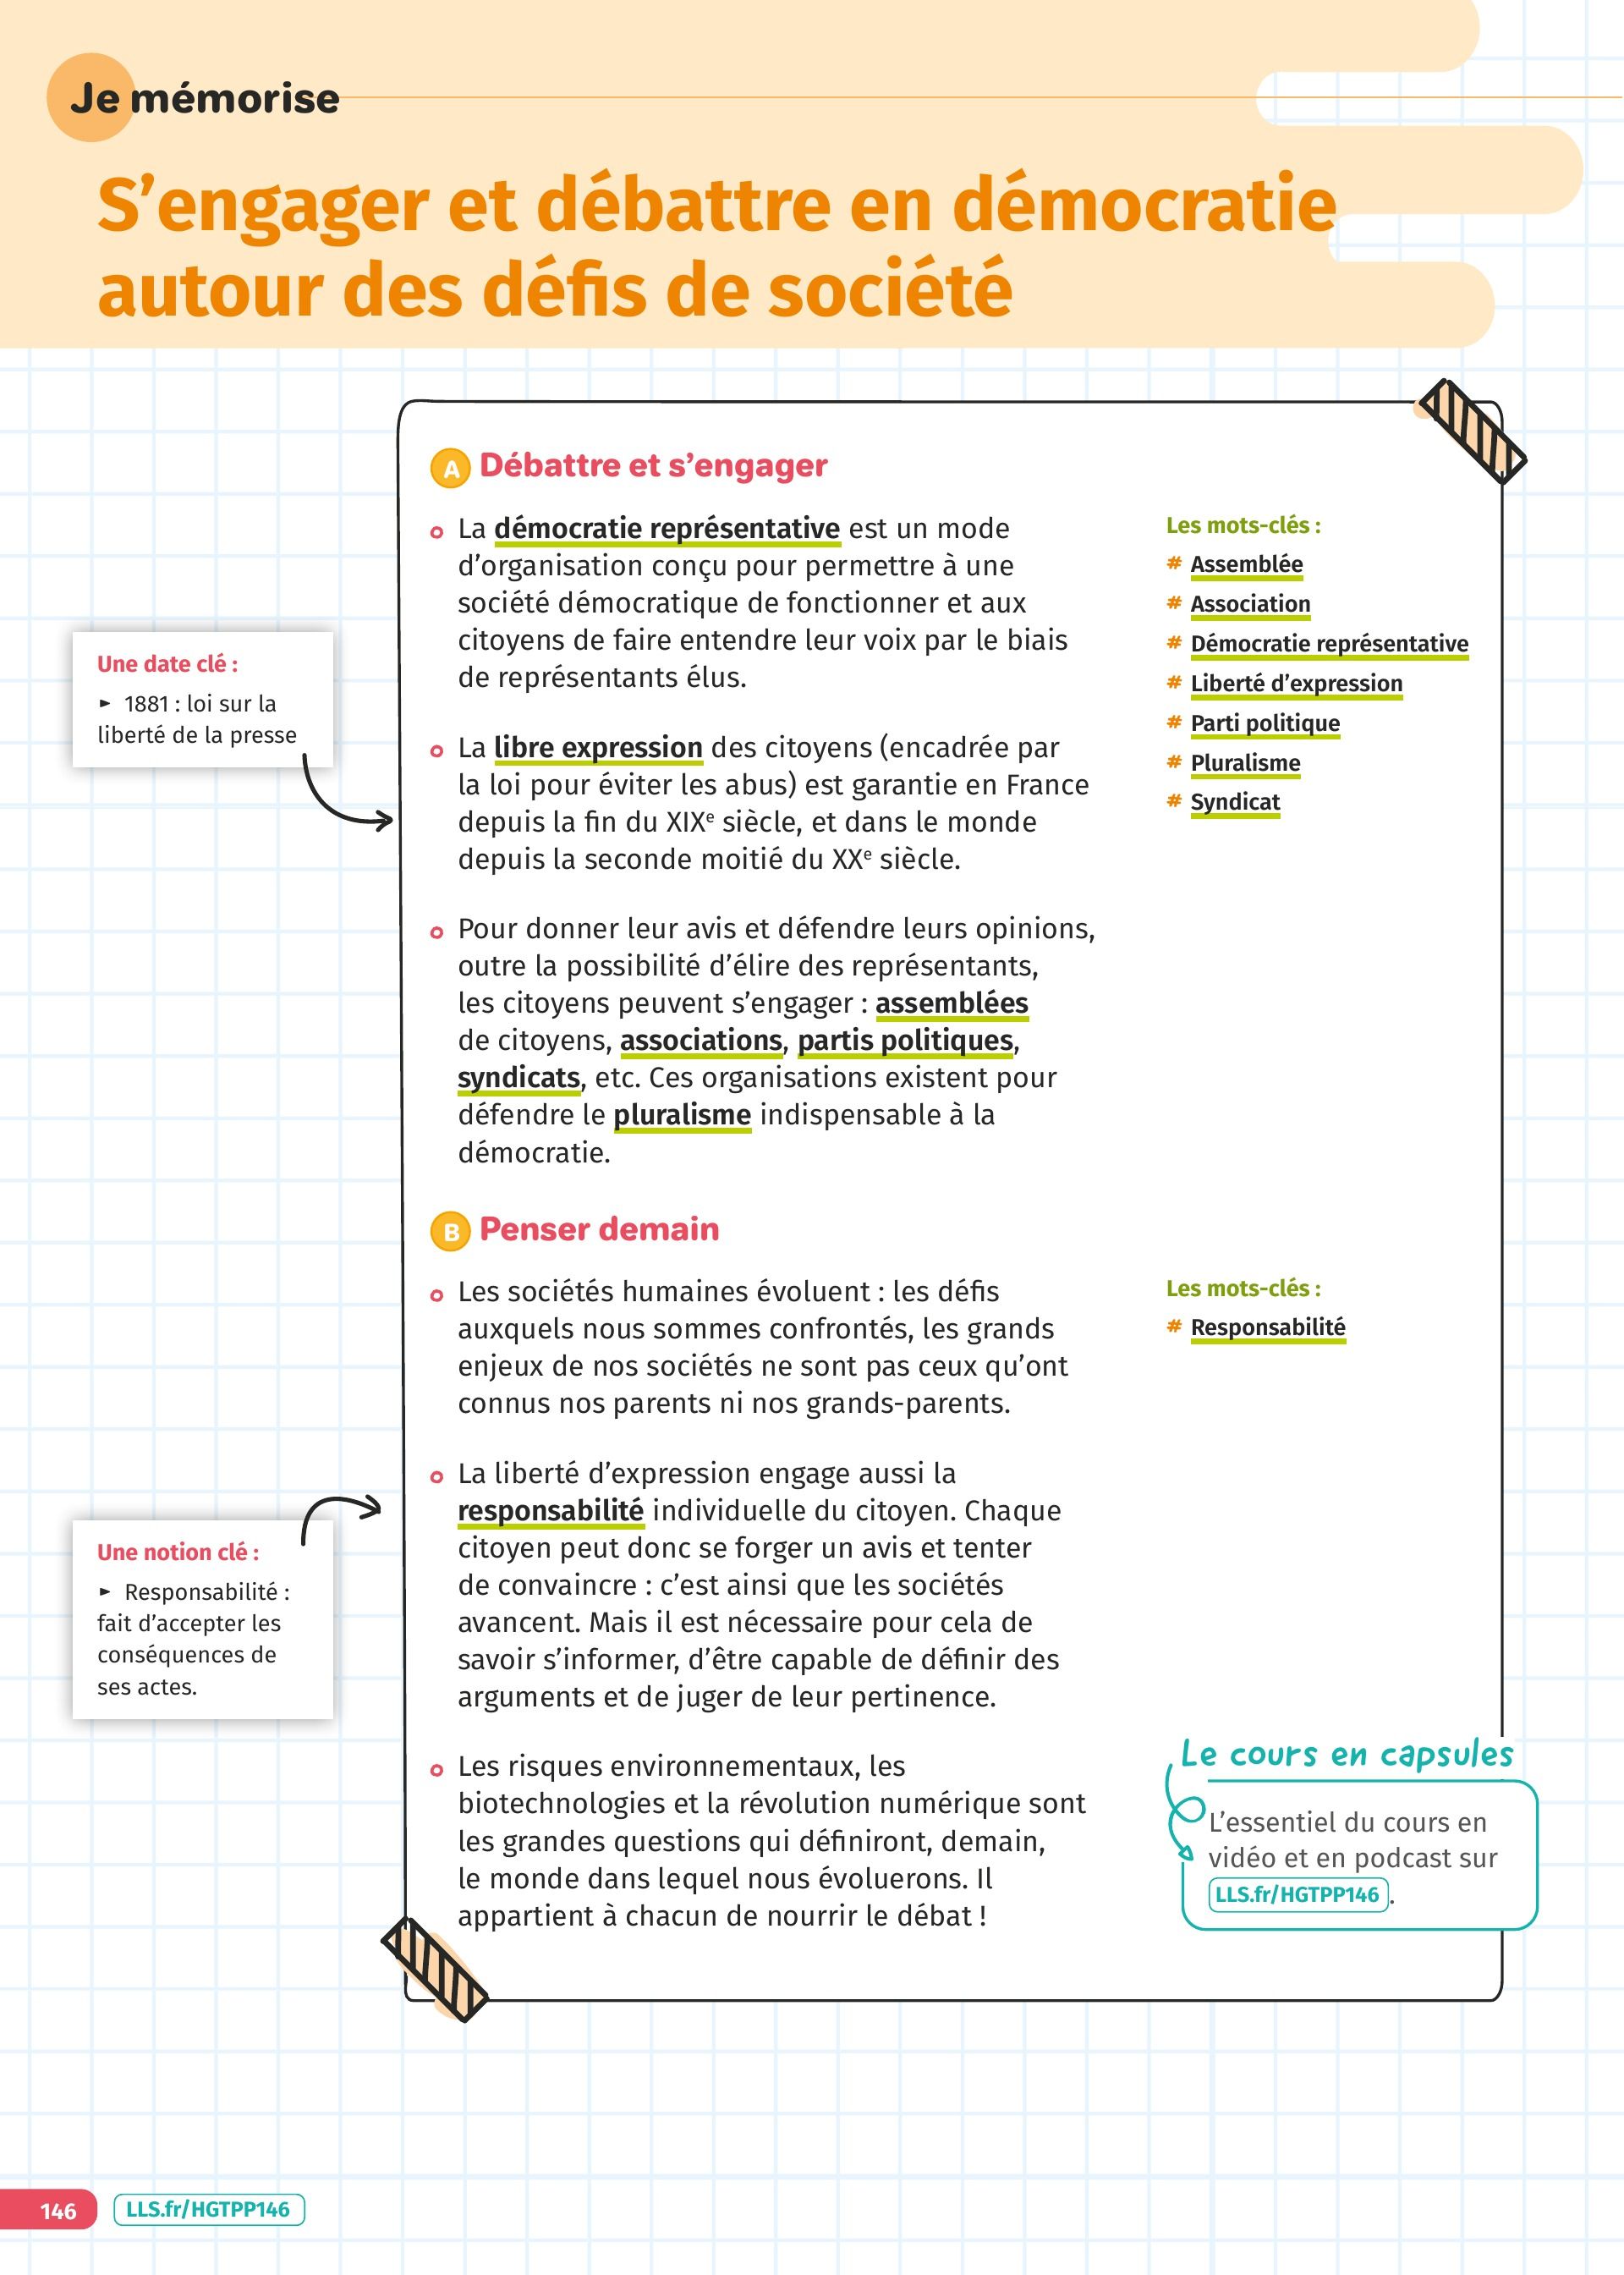 Je mémorise
S’engager et débattre en démocratie
autour des défis de société
A Débattre et s’engager
La démocratie représentative est un mode
d’organisation conçu pour permettre à une
société démocratique de fonctionner et aux
citoyens de faire entendre leur voix par le biais
de représentants élus.
La libre expression des citoyens (encadrée par
la loi pour éviter les abus) est garantie en France
depuis la fin du XIXe siècle, et dans le monde
depuis la seconde moitié du XXe siècle.
Pour donner leur avis et défendre leurs opinions,
outre la possibilité d’élire des représentants,
les citoyens peuvent s’engager : assemblées
de citoyens, associations, partis politiques,
syndicats, etc. Ces organisations existent pour
défendre le pluralisme indispensable à la
démocratie.
Les mots-clés :
# Assemblée
# Association
# Démocratie représentative
# Liberté d’expression
# Parti politique
# Pluralisme
# Syndicat
Une date clé :
► 1881 : loi sur la
liberté de la presse
B Penser demain
Les sociétés humaines évoluent : les défis
auxquels nous sommes confrontés, les grands
enjeux de nos sociétés ne sont pas ceux qu’ont
connus nos parents ni nos grands-parents.
La liberté d’expression engage aussi la
responsabilité individuelle du citoyen. Chaque
citoyen peut donc se forger un avis et tenter
de convaincre : c’est ainsi que les sociétés
avancent. Mais il est nécessaire pour cela de
savoir s’informer, d’être capable de définir des
arguments et de juger de leur pertinence.
Les risques environnementaux, les
biotechnologies et la révolution numérique sont
les grandes questions qui définiront, demain,
le monde dans lequel nous évoluerons. Il
appartient à chacun de nourrir le débat !
Les mots-clés :
# Responsabilité
Une notion clé :
► Responsabilité :
fait d’accepter les
conséquences de
ses actes.
Le cours en capsules
L’essentiel du cours en
vidéo et en podcast sur
LLS.fr/HGTPP146.
146
LLS.fr/HGTPP146